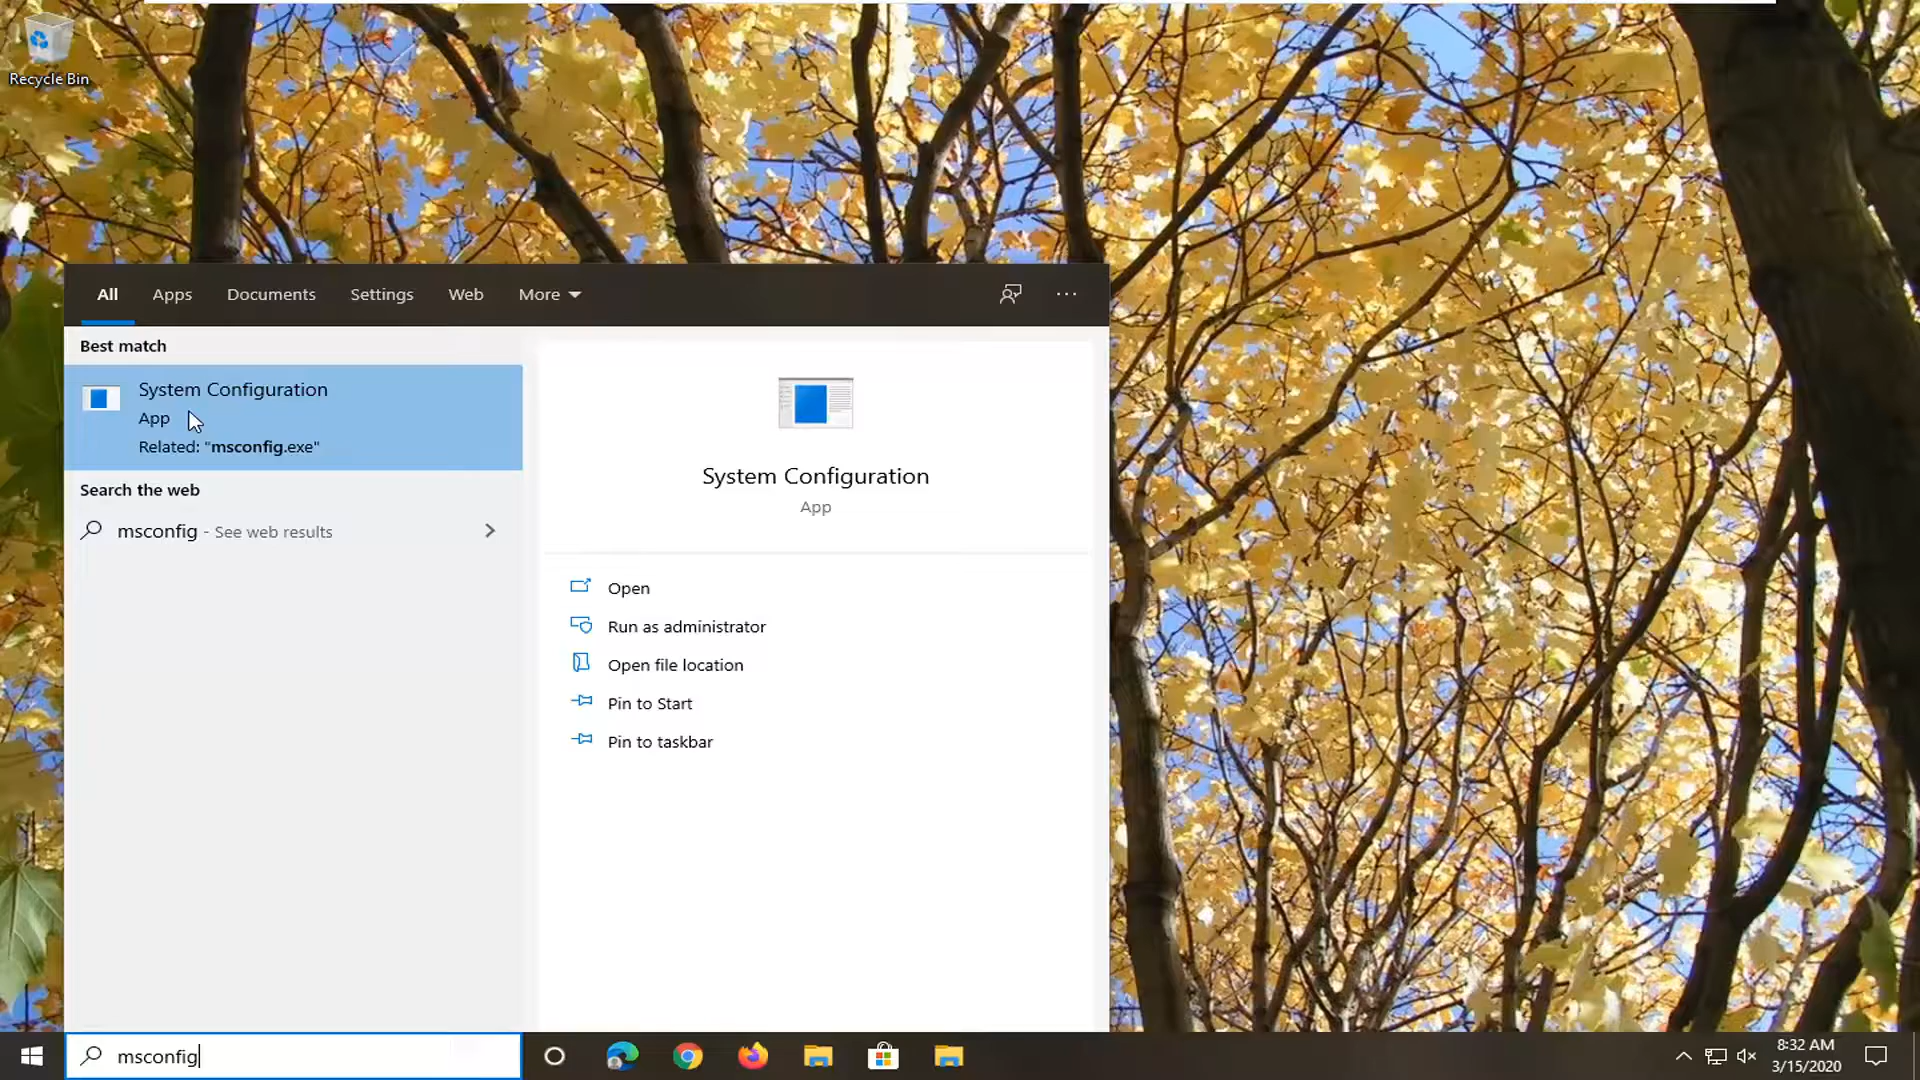 Recycle Bin
All Apps Documents Settings Web More
Best match
System Configuration
App
Related: "msconfig.exe"
Search the web
msconfig - See web results
System Configuration
App
Open
Run as administrator
Open file location
Pin to Start
Pin to taskbar
msconfig
8:32 AM
3/15/2020